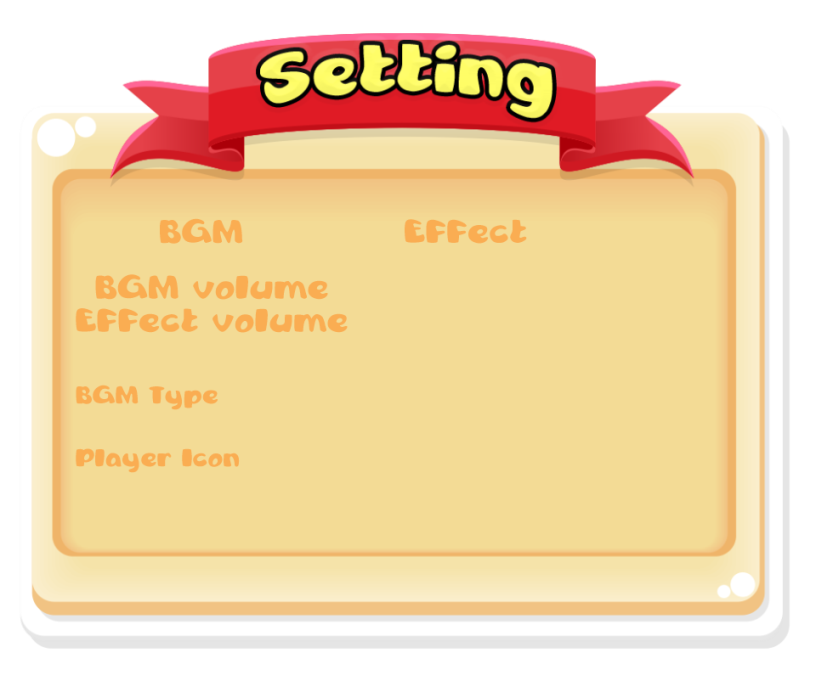 Setting
BGM Effect
BGM volume
Effect volume
BGM Type
Player Icon